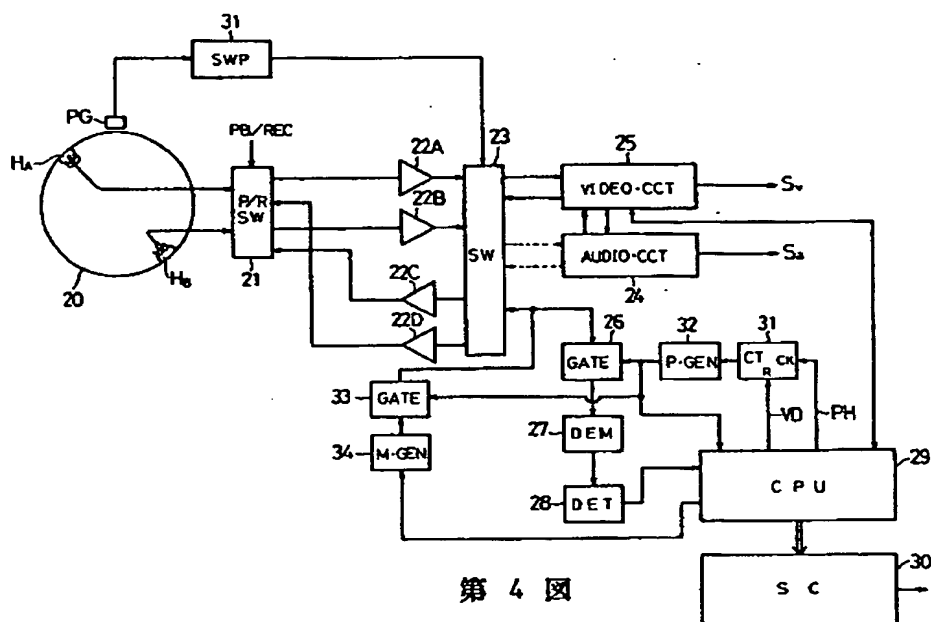 31
SWP
PG
HA
PB/REC
22A
23
25
VIDEO-CCT
Sv
P/R
SW
22B
SW
AUDIO-CCT
Sa
24
20
HB
21
22C
22D
26
GATE
32
P-GEN
31
CT R CK
33
GATE
VD
PH
27
DEM
34
M-GEN
29
CPU
28
DET
30
SC
第 4 図